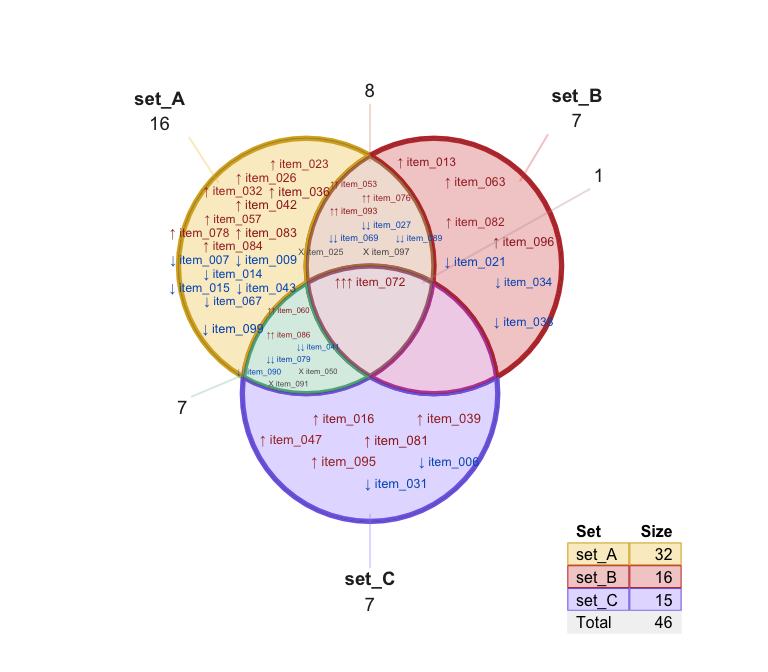 8
set_A
16
set_B
7
1
↑ item_023
↑ item_026
↑ item_032 ↑ item_036
↑ item_042
↑ item_057
↑ item_078 ↑ item_083
↑ item_084
↓ item_007 ↓ item_009
↓ item_014
↓ item_015 ↓ item_043
↓ item_067
↓ item_099
↑↑ item_053
↑↑ item_076
↑↑ item_093
↓↓ item_027
↓↓ item_069 ↓↓ item_089
X item_025 X item_097
↑ item_013
↑ item_063
↑ item_082
↑ item_096
↓ item_021
↓ item_034
↓ item_038
↑↑↑ item_072
↑↑ item_060
↑↑ item_086
↓↓ item_041
↓↓ item_079
↓↓ item_090 X item_050
X item_091
7
↑ item_016 ↑ item_039
↑ item_047 ↑ item_081
↑ item_095 ↓ item_006
↓ item_031
set_C
7
Set Size
set_A 32
set_B 16
set_C 15
Total 46